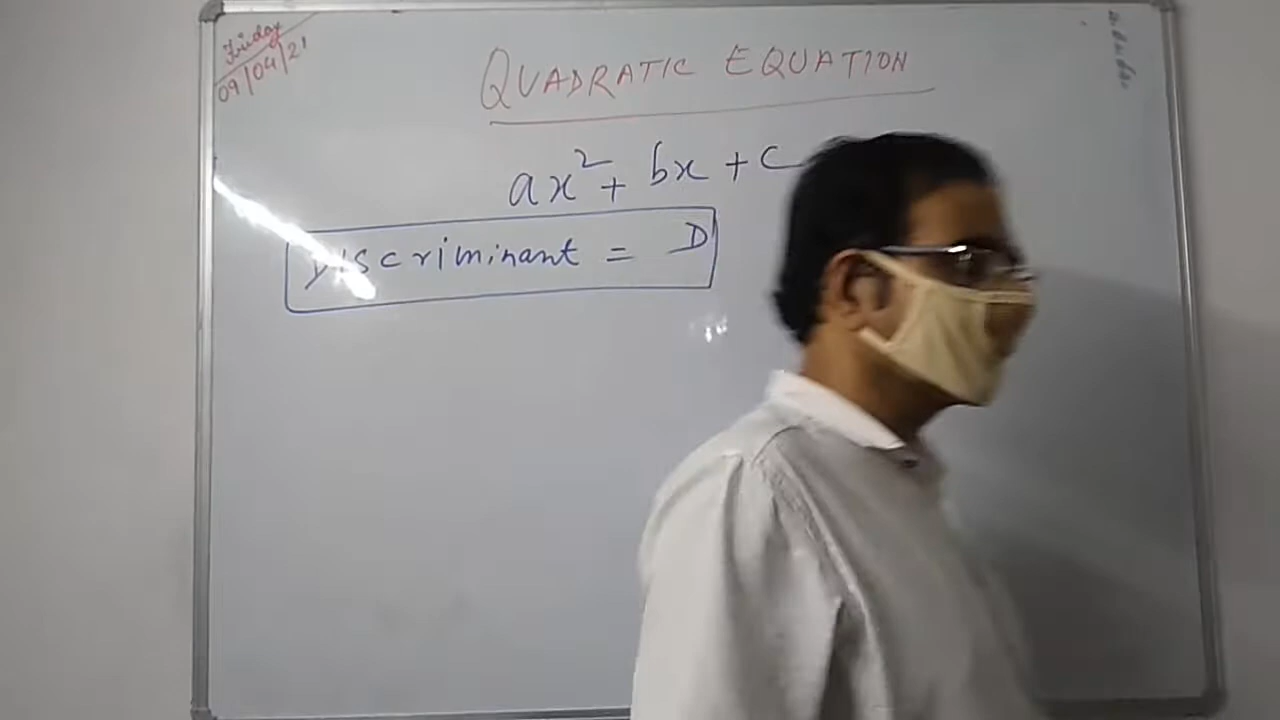 Friday
09/04/21
QUADRATIC EQUATION
ax² + bx + c
Discriminant = D